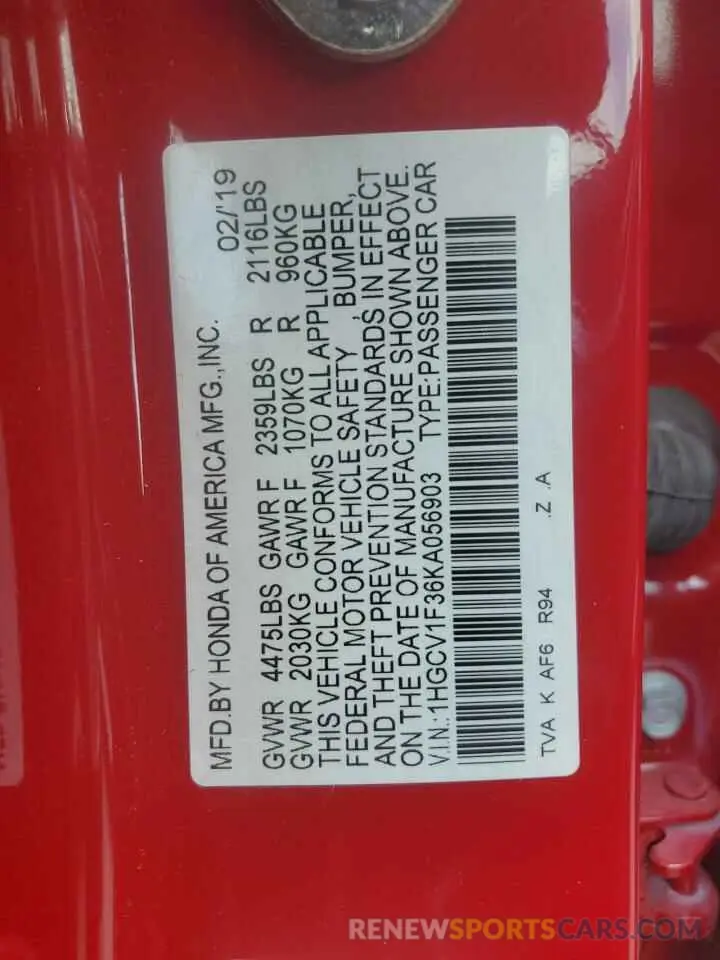 MFD.BY HONDA OF AMERICA MFG.,INC. 02/'19
GVWR 4475LBS GAWR F 2359LBS R 2116LBS
GVWR 2030KG GAWR F 1070KG R 960KG
THIS VEHICLE CONFORMS TO ALL APPLICABLE
FEDERAL MOTOR VEHICLE SAFETY , BUMPER,
AND THEFT PREVENTION STANDARDS IN EFFECT
ON THE DATE OF MANUFACTURE SHOWN ABOVE.
V.I.N.:1HGCV1F36KA056903 TYPE:PASSENGER CAR
TVA K AF6 R94 .Z .A
RENEWSPORTSCARS.COM